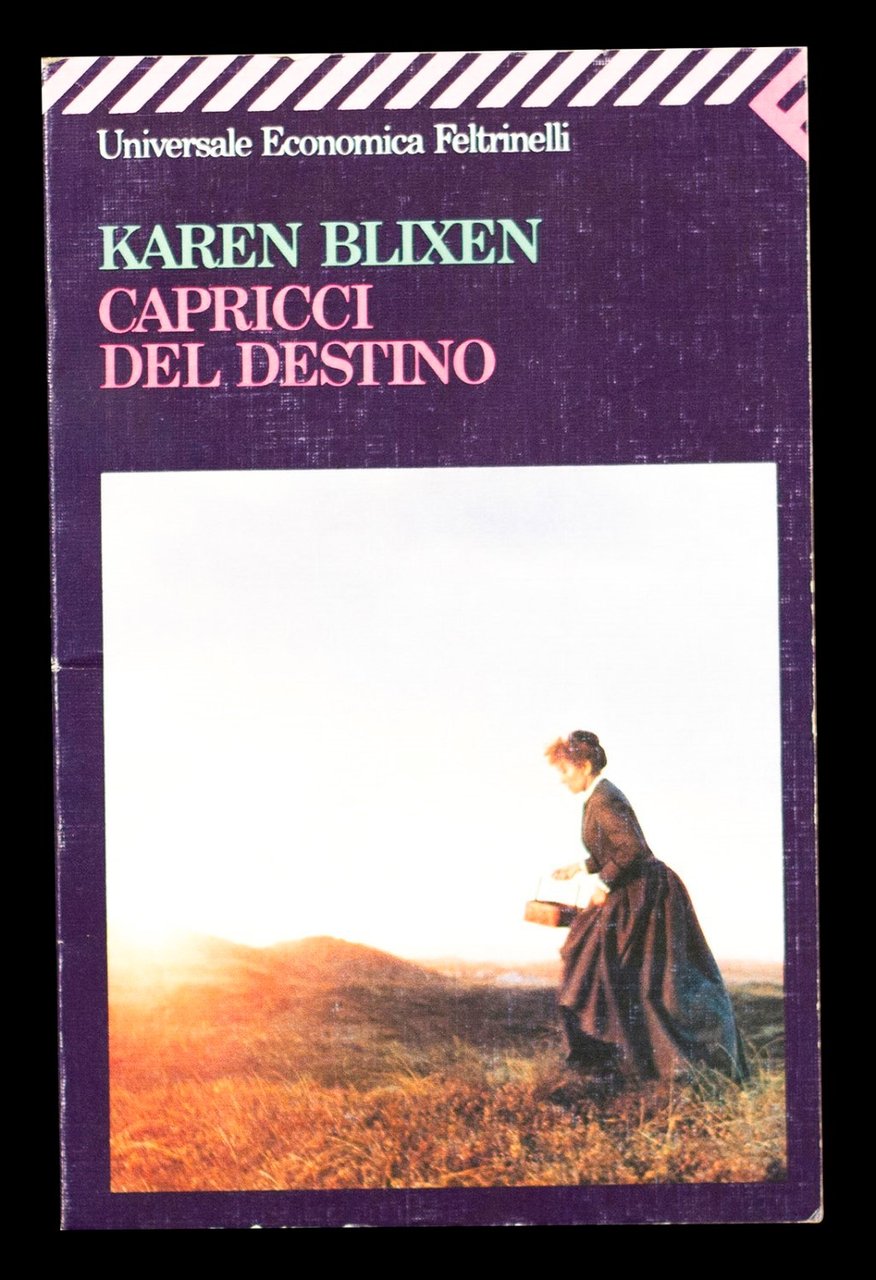 Universale Economica Feltrinelli
KAREN BLIXEN
CAPRICCI
DEL DESTINO